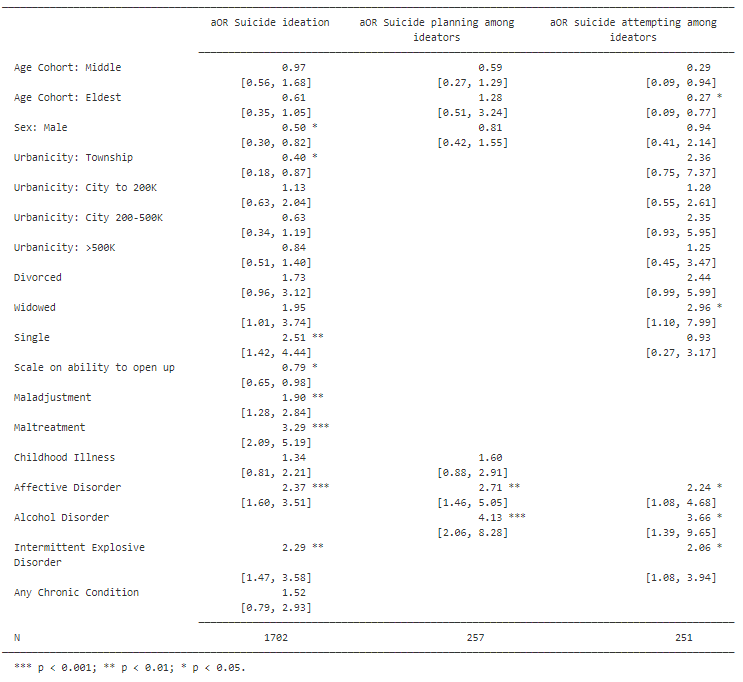 aOR Suicide ideation aOR Suicide planning among aOR suicide attempting among
ideators ideators
Age Cohort: Middle 0.97 0.59 0.29
[0.56, 1.68] [0.27, 1.29] [0.09, 0.94]
Age Cohort: Eldest 0.61 1.28 0.27 *
[0.35, 1.05] [0.51, 3.24] [0.09, 0.77]
Sex: Male 0.50 * 0.81 0.94
[0.30, 0.82] [0.42, 1.55] [0.41, 2.14]
Urbanicity: Township 0.40 * 2.36
[0.18, 0.87] [0.75, 7.37]
Urbanicity: City to 200K 1.13 1.20
[0.63, 2.04] [0.55, 2.61]
Urbanicity: City 200-500K 0.63 2.35
[0.34, 1.19] [0.93, 5.95]
Urbanicity: >500K 0.84 1.25
[0.51, 1.40] [0.45, 3.47]
Divorced 1.73 2.44
[0.96, 3.12] [0.99, 5.99]
Widowed 1.95 2.96 *
[1.01, 3.74] [1.10, 7.99]
Single 2.51 ** 0.93
[1.42, 4.44] [0.27, 3.17]
Scale on ability to open up 0.79 *
[0.65, 0.98]
Maladjustment 1.90 **
[1.28, 2.84]
Maltreatment 3.29 ***
[2.09, 5.19]
Childhood Illness 1.34 1.60
[0.81, 2.21] [0.88, 2.91]
Affective Disorder 2.37 *** 2.71 ** 2.24 *
[1.60, 3.51] [1.46, 5.05] [1.08, 4.68]
Alcohol Disorder 4.13 *** 3.66 *
[2.06, 8.28] [1.39, 9.65]
Intermittent Explosive 2.29 ** 2.06 *
Disorder
[1.47, 3.58] [1.08, 3.94]
Any Chronic Condition 1.52
[0.79, 2.93]
N 1702 257 251
*** p < 0.001; ** p < 0.01; * p < 0.05.